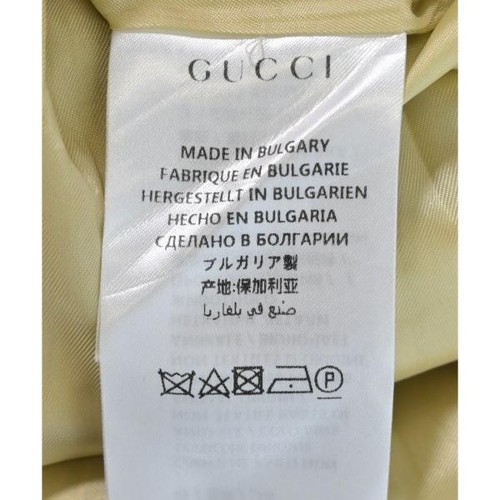 GUCCI
MADE IN BULGARY
FABRIQUE EN BULGARIE
HERGESTELLT IN BULGARIEN
HECHO EN BULGARIA
СДЕЛАНО В БОЛГАРИИ
ブルガリア製
产地:保加利亚
صنع في بلغاريا
P